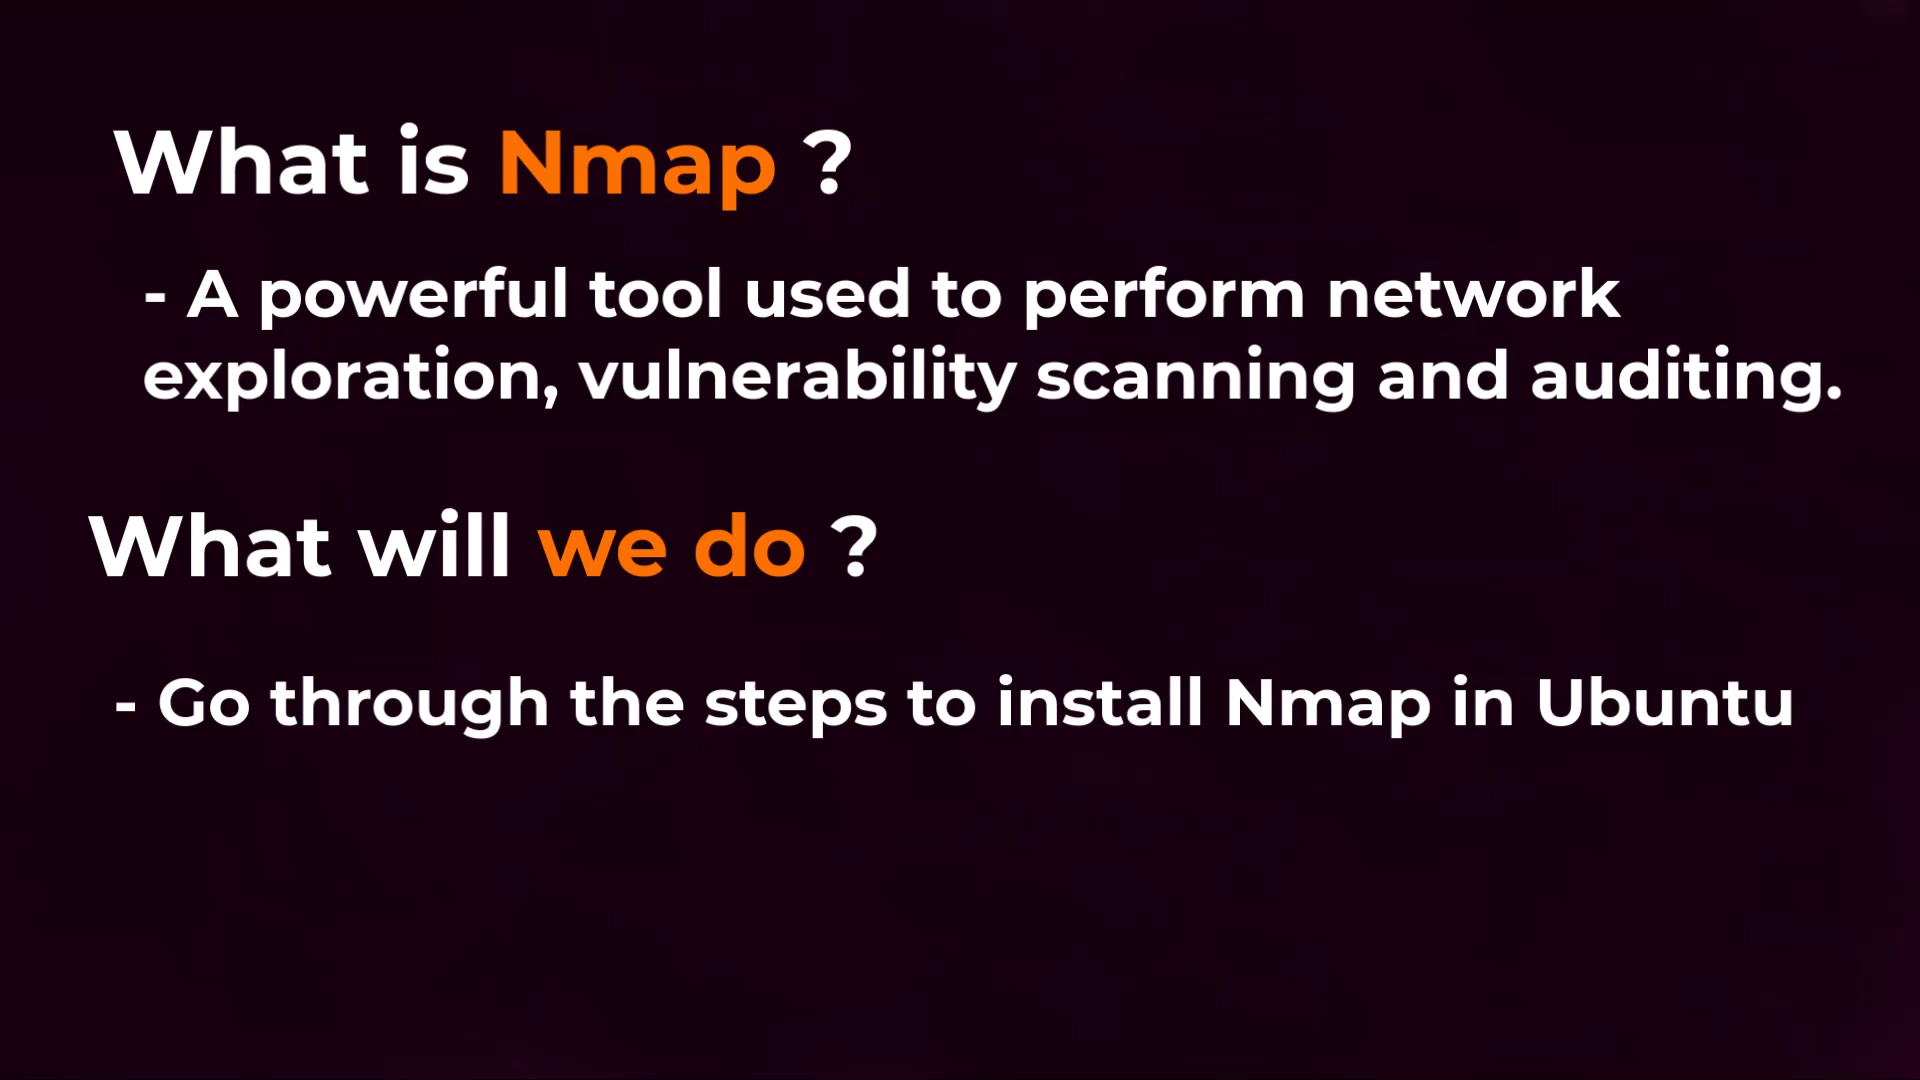 What is Nmap ?
- A powerful tool used to perform network
exploration, vulnerability scanning and auditing.
What will we do ?
- Go through the steps to install Nmap in Ubuntu